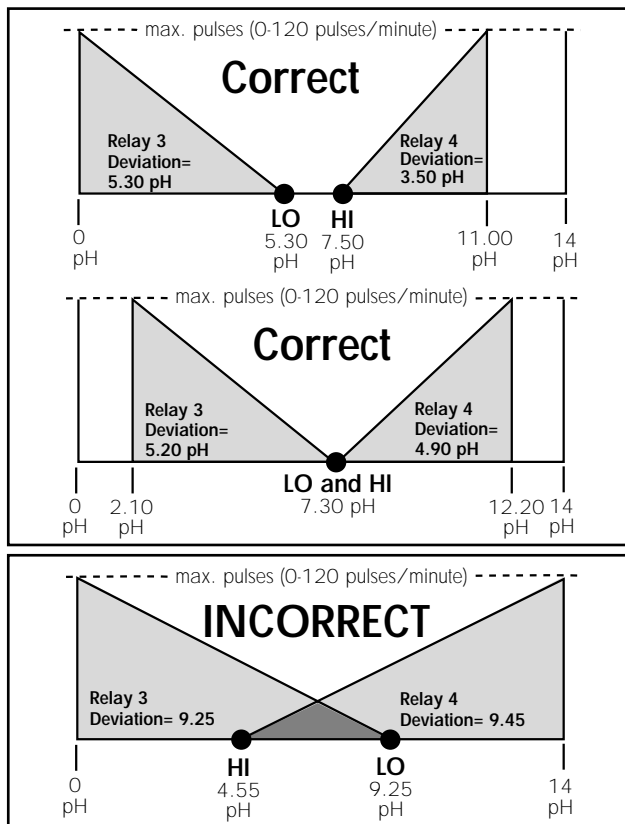 max. pulses (0-120 pulses/minute)
Correct
Relay 3
Deviation=
5.30 pH
Relay 4
Deviation=
3.50 pH
LO
HI
0
pH
5.30
pH
7.50
pH
11.00
pH
14
pH
max. pulses (0-120 pulses/minute)
Correct
Relay 3
Deviation=
5.20 pH
Relay 4
Deviation=
4.90 pH
LO and HI
0
pH
2.10
pH
7.30 pH
12.20
pH
14
pH
max. pulses (0-120 pulses/minute)
INCORRECT
Relay 3
Deviation= 9.25
Relay 4
Deviation= 9.45
HI
LO
0
pH
4.55
pH
9.25
pH
14
pH